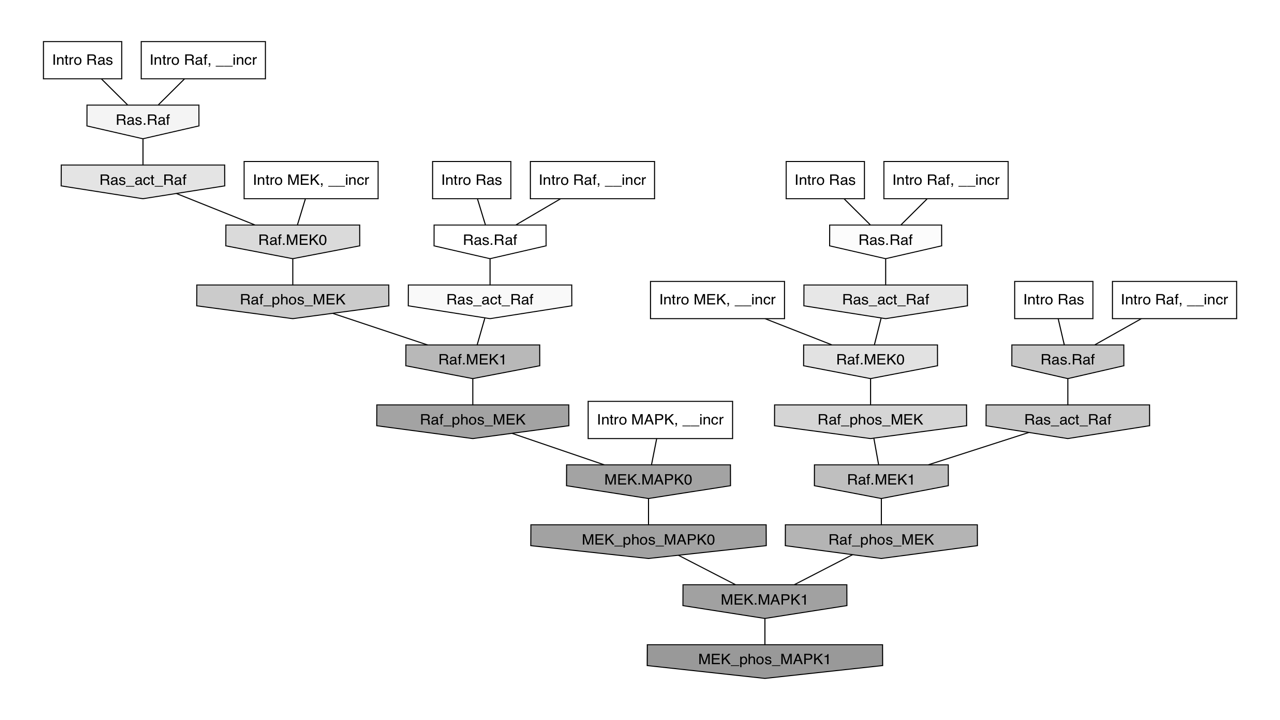 Intro Ras
Intro Raf, __incr
Ras.Raf
Ras_act_Raf
Intro MEK, __incr
Intro Ras
Intro Raf, __incr
Intro Ras
Intro Raf, __incr
Raf.MEK0
Ras.Raf
Ras.Raf
Raf_phos_MEK
Ras_act_Raf
Intro MEK, __incr
Ras_act_Raf
Intro Ras
Intro Raf, __incr
Raf.MEK1
Raf.MEK0
Ras.Raf
Raf_phos_MEK
Intro MAPK, __incr
Raf_phos_MEK
Ras_act_Raf
MEK.MAPK0
Raf.MEK1
MEK_phos_MAPK0
Raf_phos_MEK
MEK.MAPK1
MEK_phos_MAPK1